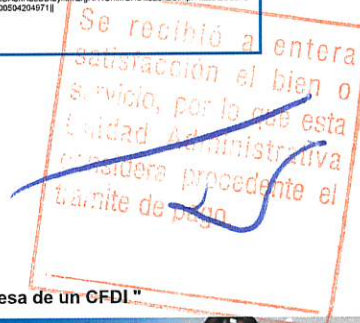 00504204971||
Se recibió a entera
satisfacción el bien o
servicio, por lo que esta
Unidad Administrativa
considera procedente el
trámite de pago
esa de un CFDI"